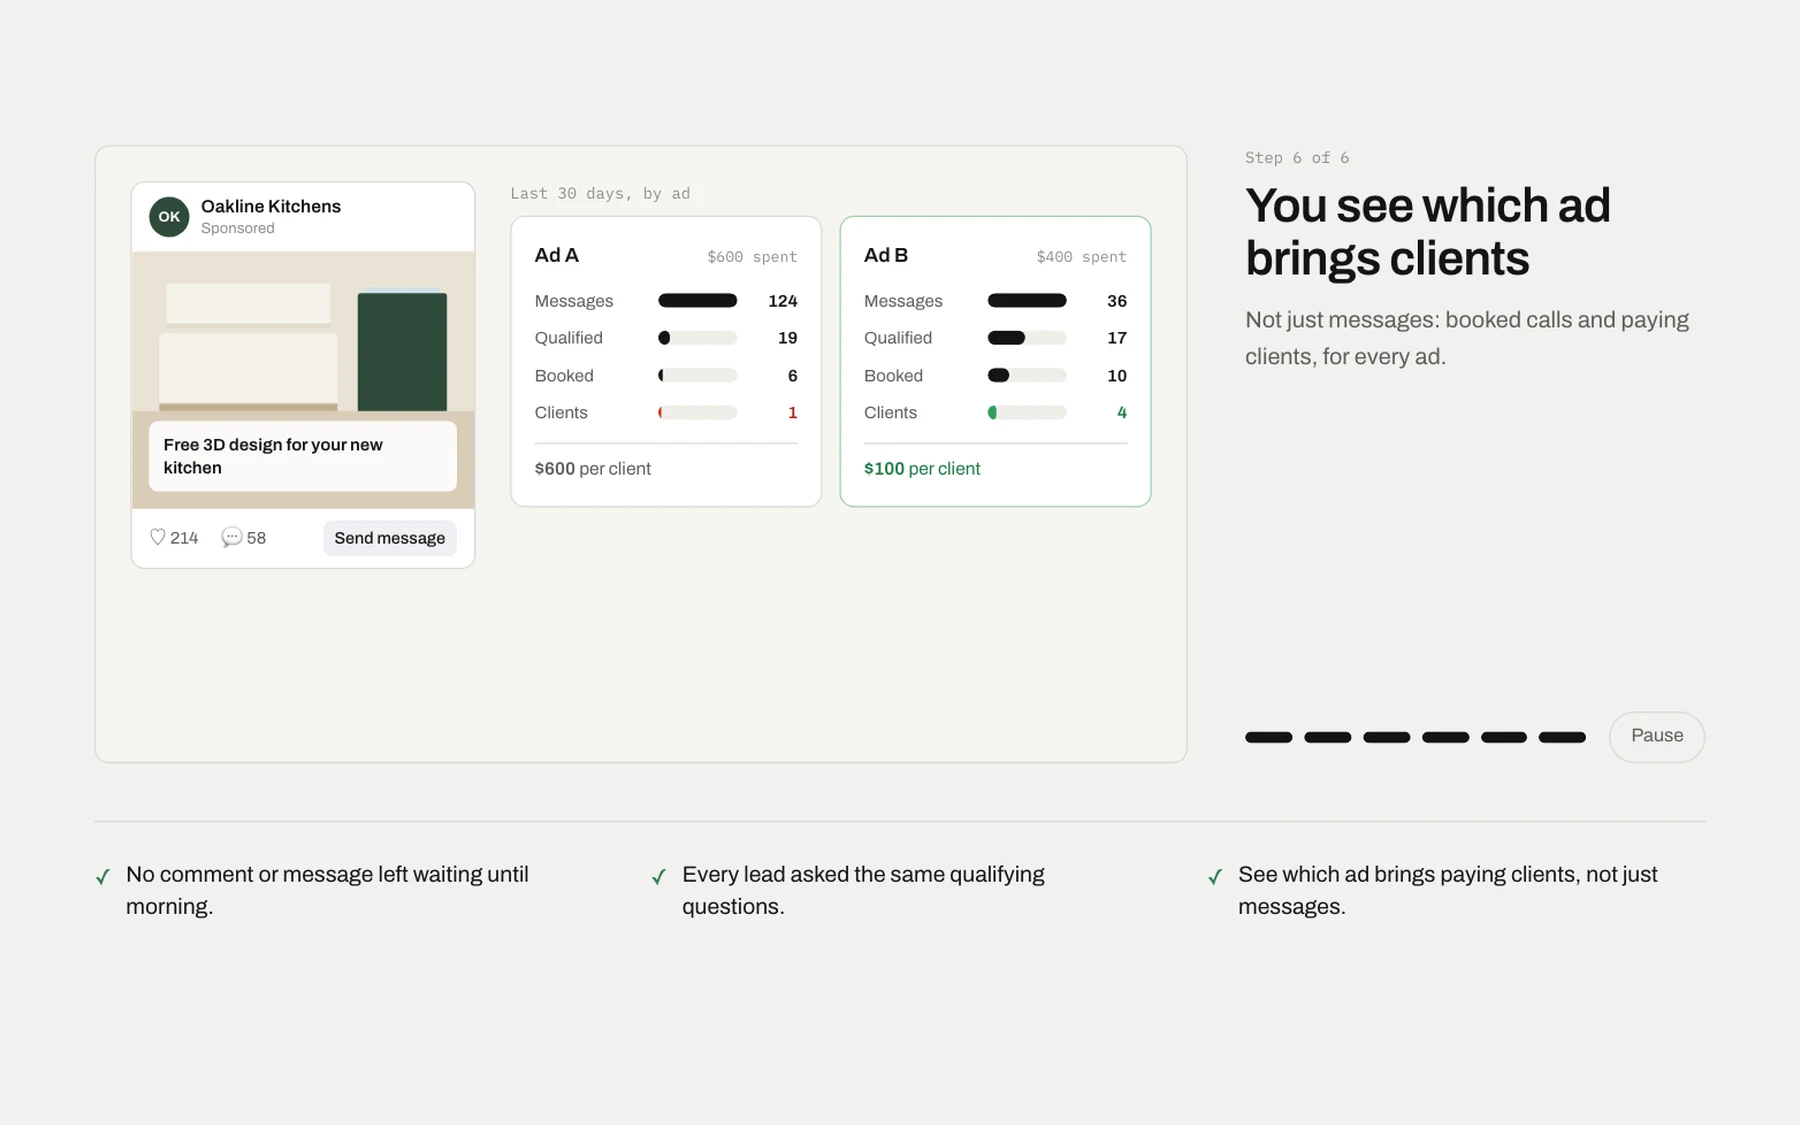 OK
Oakline Kitchens
Sponsored
Free 3D design for your new
kitchen
214
58
Send message
Last 30 days, by ad
Ad A
$600 spent
Messages 124
Qualified 19
Booked 6
Clients 1
$600 per client
Ad B
$400 spent
Messages 36
Qualified 17
Booked 10
Clients 4
$100 per client
Step 6 of 6
You see which ad
brings clients
Not just messages: booked calls and paying
clients, for every ad.
Pause
✓ No comment or message left waiting until
morning.
✓ Every lead asked the same qualifying
questions.
✓ See which ad brings paying clients, not just
messages.